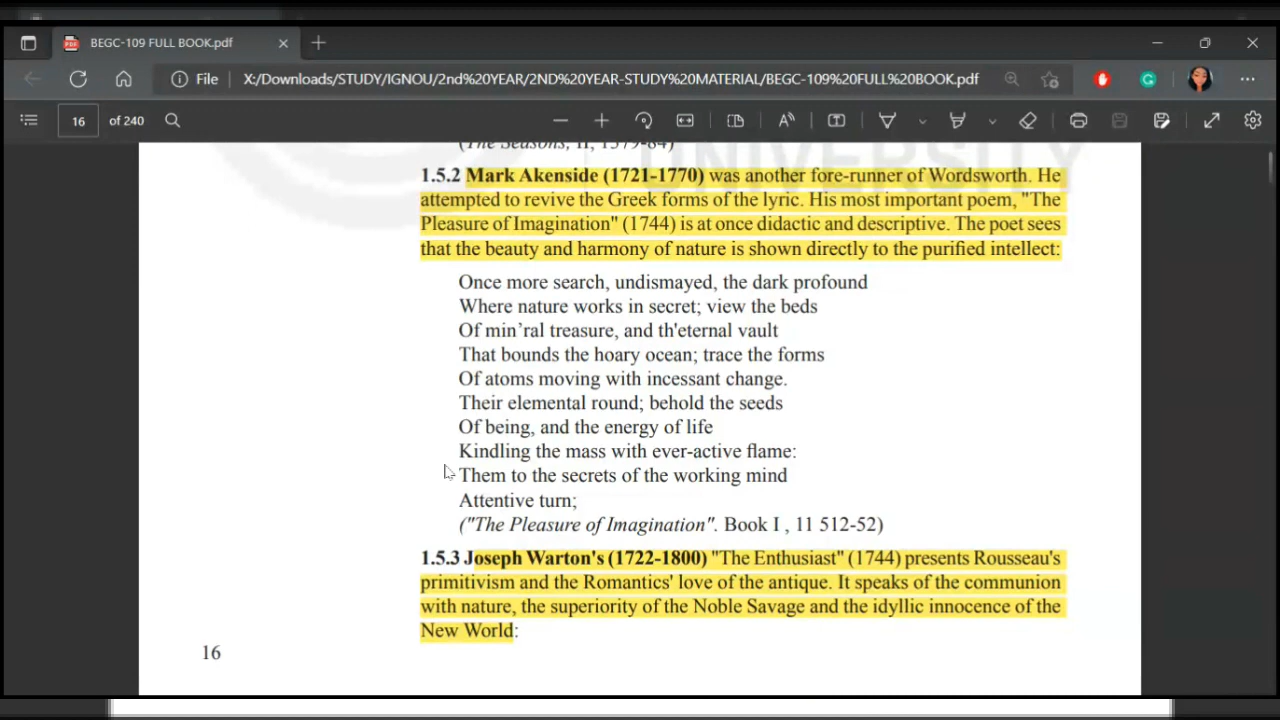 BEGC-109 FULL BOOK.pdf
File X:/Downloads/STUDY/IGNOU/2nd%20YEAR/2ND%20YEAR-STUDY%20MATERIAL/BEGC-109%20FULL%20BOOK.pdf
16 of 240
(The Seasons, II, 1379-84)
UNIVERSITY
1.5.2 Mark Akenside (1721-1770) was another fore-runner of Wordsworth. He
attempted to revive the Greek forms of the lyric. His most important poem, "The
Pleasure of Imagination" (1744) is at once didactic and descriptive. The poet sees
that the beauty and harmony of nature is shown directly to the purified intellect:
Once more search, undismayed, the dark profound
Where nature works in secret; view the beds
Of min’ral treasure, and th'eternal vault
That bounds the hoary ocean; trace the forms
Of atoms moving with incessant change.
Their elemental round; behold the seeds
Of being, and the energy of life
Kindling the mass with ever-active flame:
Them to the secrets of the working mind
Attentive turn;
("The Pleasure of Imagination". Book I , 11 512-52)
1.5.3 Joseph Warton's (1722-1800) "The Enthusiast" (1744) presents Rousseau's
primitivism and the Romantics' love of the antique. It speaks of the communion
with nature, the superiority of the Noble Savage and the idyllic innocence of the
New World:
16